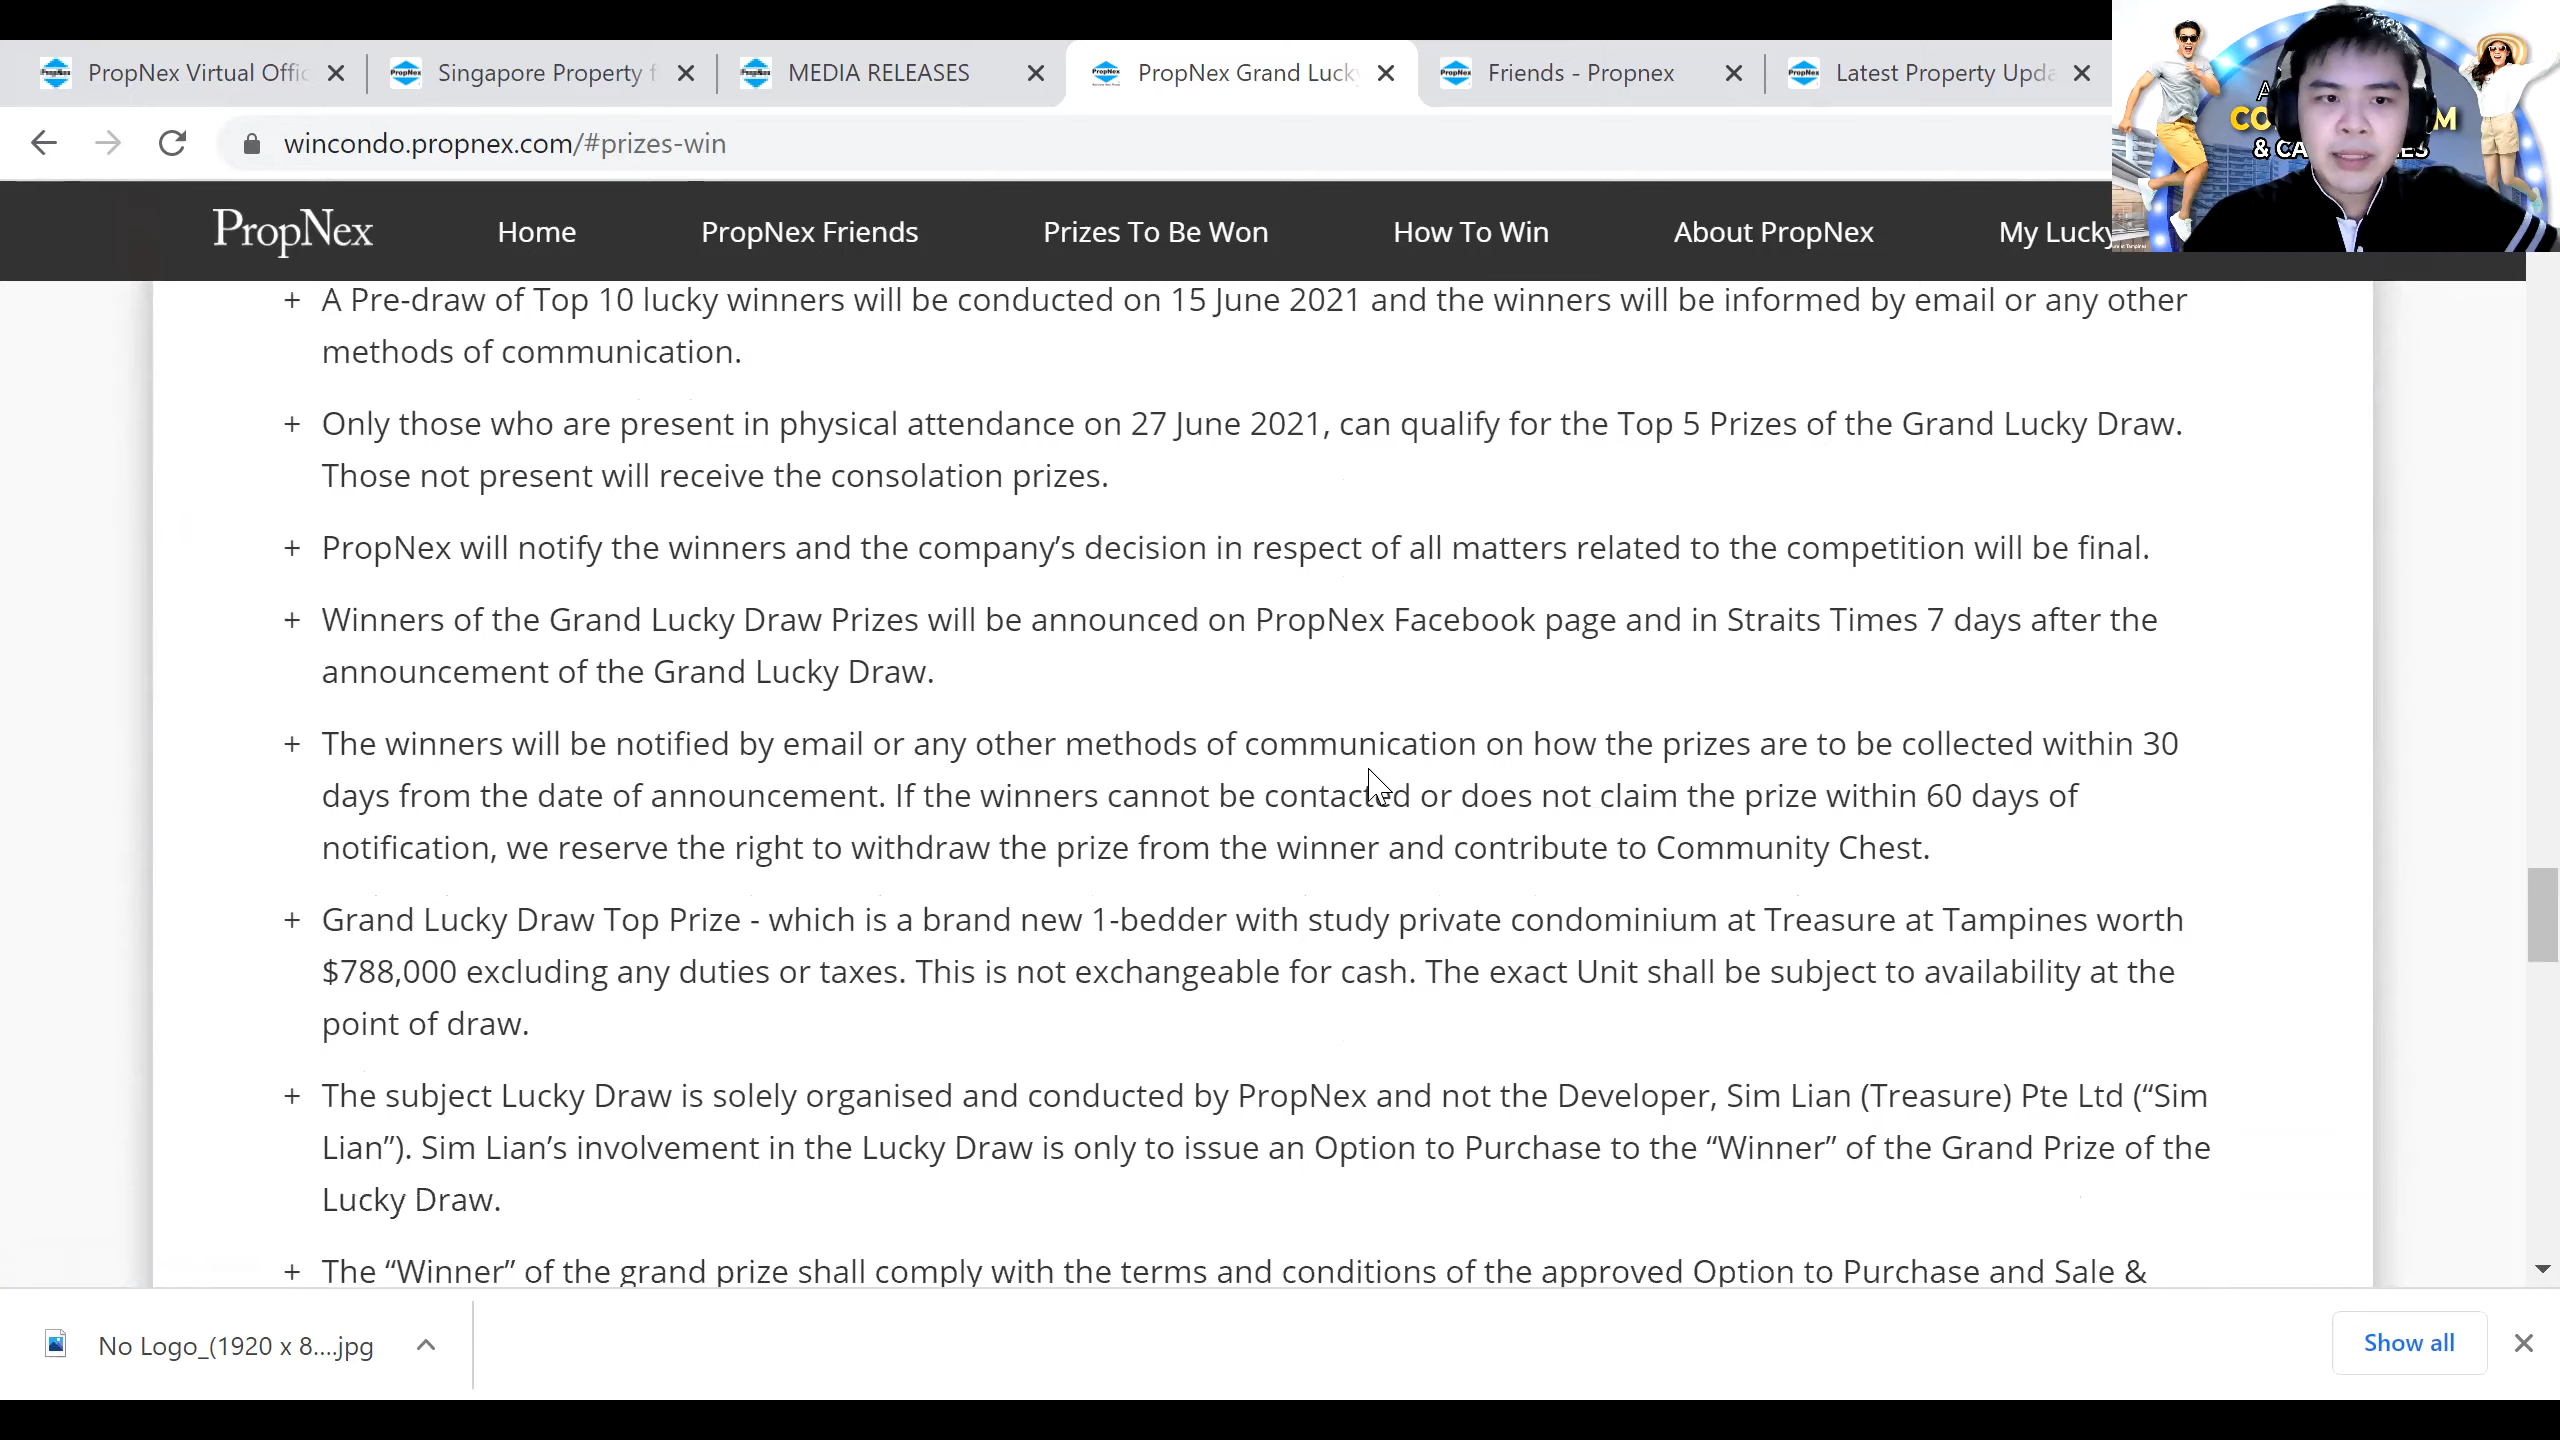 PropNex Virtual Offic
Singapore Property f
MEDIA RELEASES
PropNex Grand Lucky
Friends - Propnex
Latest Property Upda
wincondo.propnex.com/#prizes-win
PropNex
Home
PropNex Friends
Prizes To Be Won
How To Win
About PropNex
My Lucky
& CA
+ A Pre-draw of Top 10 lucky winners will be conducted on 15 June 2021 and the winners will be informed by email or any other
methods of communication.
+ Only those who are present in physical attendance on 27 June 2021, can qualify for the Top 5 Prizes of the Grand Lucky Draw.
Those not present will receive the consolation prizes.
+ PropNex will notify the winners and the company’s decision in respect of all matters related to the competition will be final.
+ Winners of the Grand Lucky Draw Prizes will be announced on PropNex Facebook page and in Straits Times 7 days after the
announcement of the Grand Lucky Draw.
+ The winners will be notified by email or any other methods of communication on how the prizes are to be collected within 30
days from the date of announcement. If the winners cannot be contacted or does not claim the prize within 60 days of
notification, we reserve the right to withdraw the prize from the winner and contribute to Community Chest.
+ Grand Lucky Draw Top Prize - which is a brand new 1-bedder with study private condominium at Treasure at Tampines worth
$788,000 excluding any duties or taxes. This is not exchangeable for cash. The exact Unit shall be subject to availability at the
point of draw.
+ The subject Lucky Draw is solely organised and conducted by PropNex and not the Developer, Sim Lian (Treasure) Pte Ltd (“Sim
Lian”). Sim Lian’s involvement in the Lucky Draw is only to issue an Option to Purchase to the “Winner” of the Grand Prize of the
Lucky Draw.
+ The “Winner” of the grand prize shall comply with the terms and conditions of the approved Option to Purchase and Sale &
No Logo_(1920 x 8....jpg
Show all